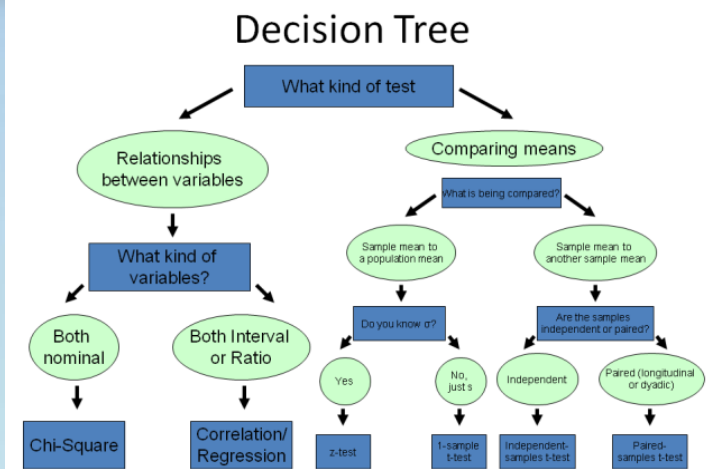 Decision Tree
What kind of test
Relationships
between variables
Comparing means
What is being compared?
What kind of
variables?
Sample mean to
a population mean
Sample mean to
another sample mean
Do you know σ?
Are the samples
independent or paired?
Both
nominal
Both Interval
or Ratio
Yes
No,
just s
Independent
Paired (longitudinal
or dyadic)
Chi-Square
Correlation/
Regression
z-test
1-sample
t-test
Independent-
samples t-test
Paired-
samples t-test